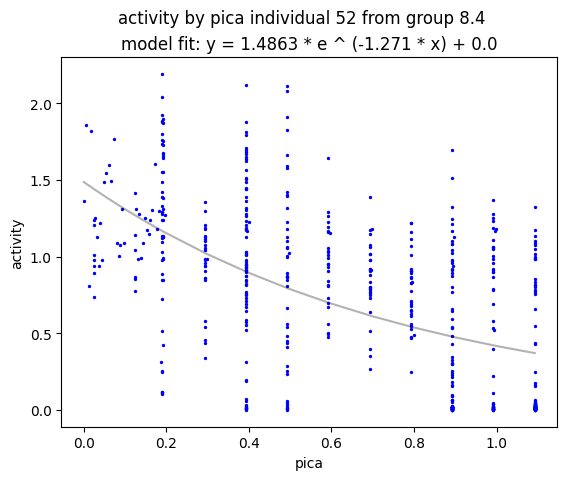 activity by pica individual 52 from group 8.4
model fit: y = 1.4863 * e ^ (-1.271 * x) + 0.0
2.0
1.5
1.0
0.5
0.0
activity
0.0 0.2 0.4 0.6 0.8 1.0
pica